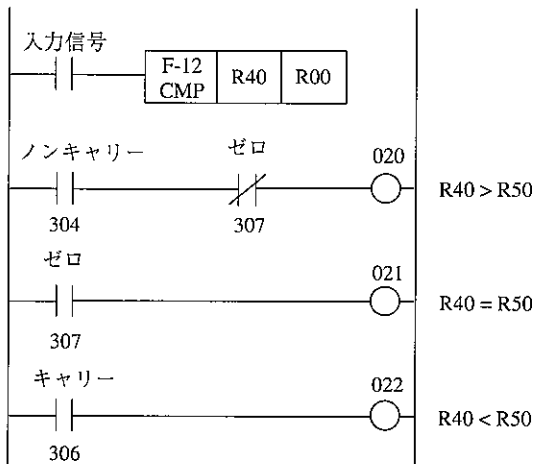 入力信号
F-12 CMP R40 R00
ノンキャリー ゼロ 020
304 307 R40 > R50
ゼロ 021
307 R40 = R50
キャリー 022
306 R40 < R50